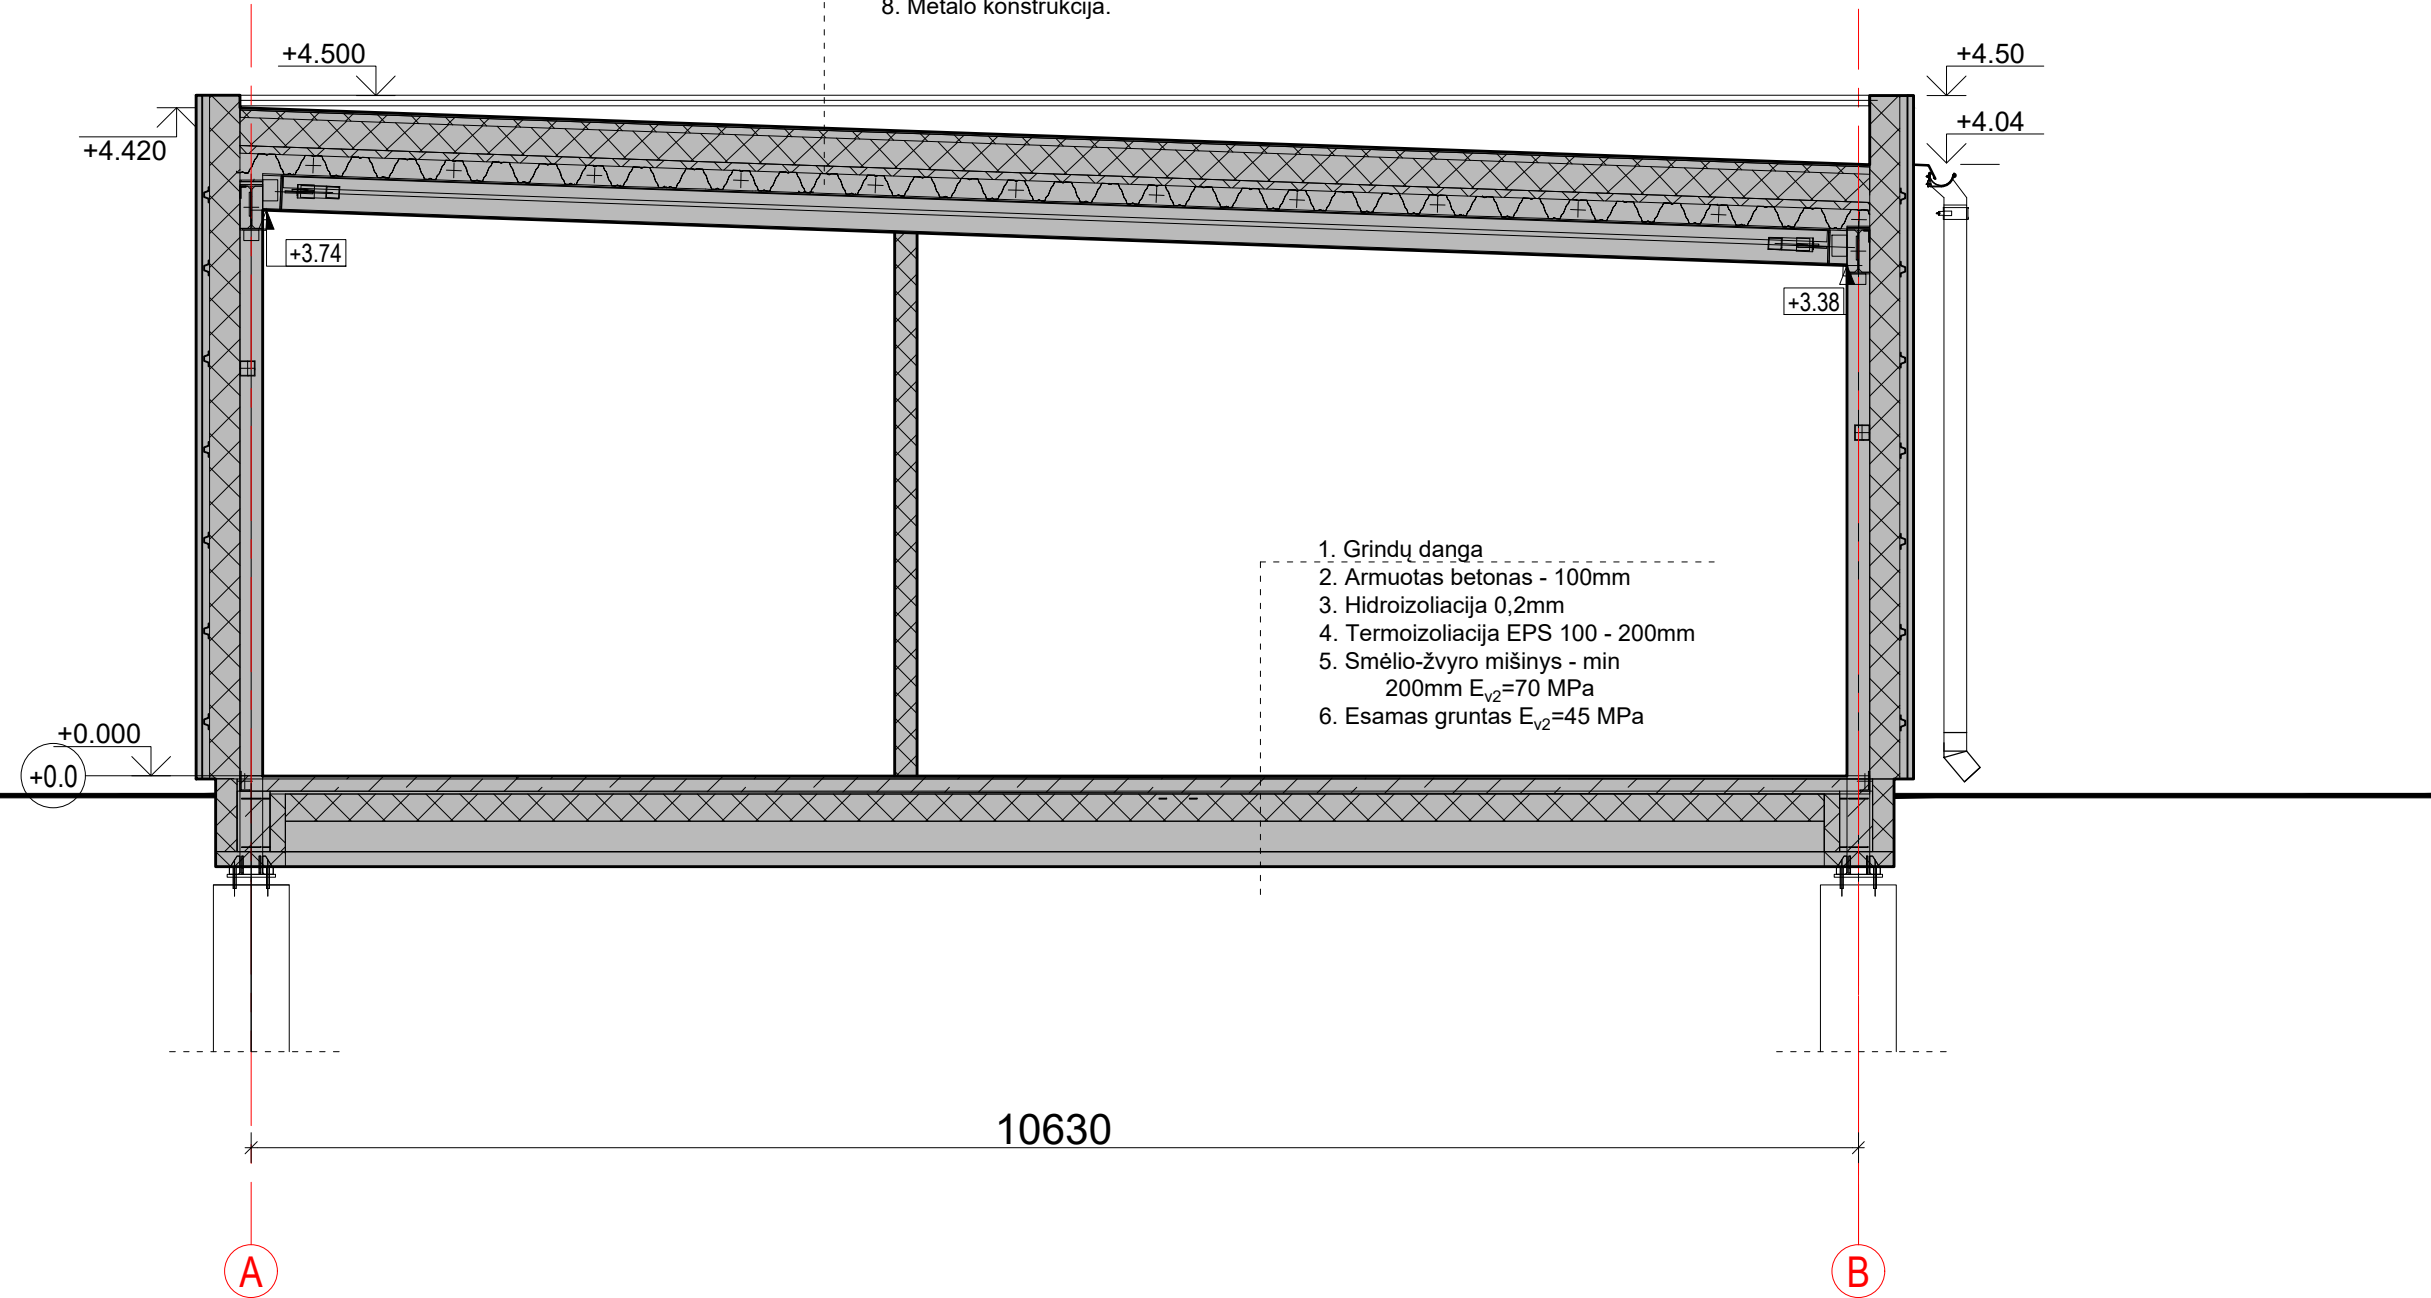 8. Metalo konstrukcija.
+4.500
+4.50
+4.420
+4.04
+3.74
+3.38
1. Grindų danga
2. Armuotas betonas - 100mm
3. Hidroizoliacija 0,2mm
4. Termoizoliacija EPS 100 - 200mm
5. Smėlio-žvyro mišinys - min
200mm Ev2=70 MPa
6. Esamas gruntas Ev2=45 MPa
+0.000
+0.0
10630
A
B